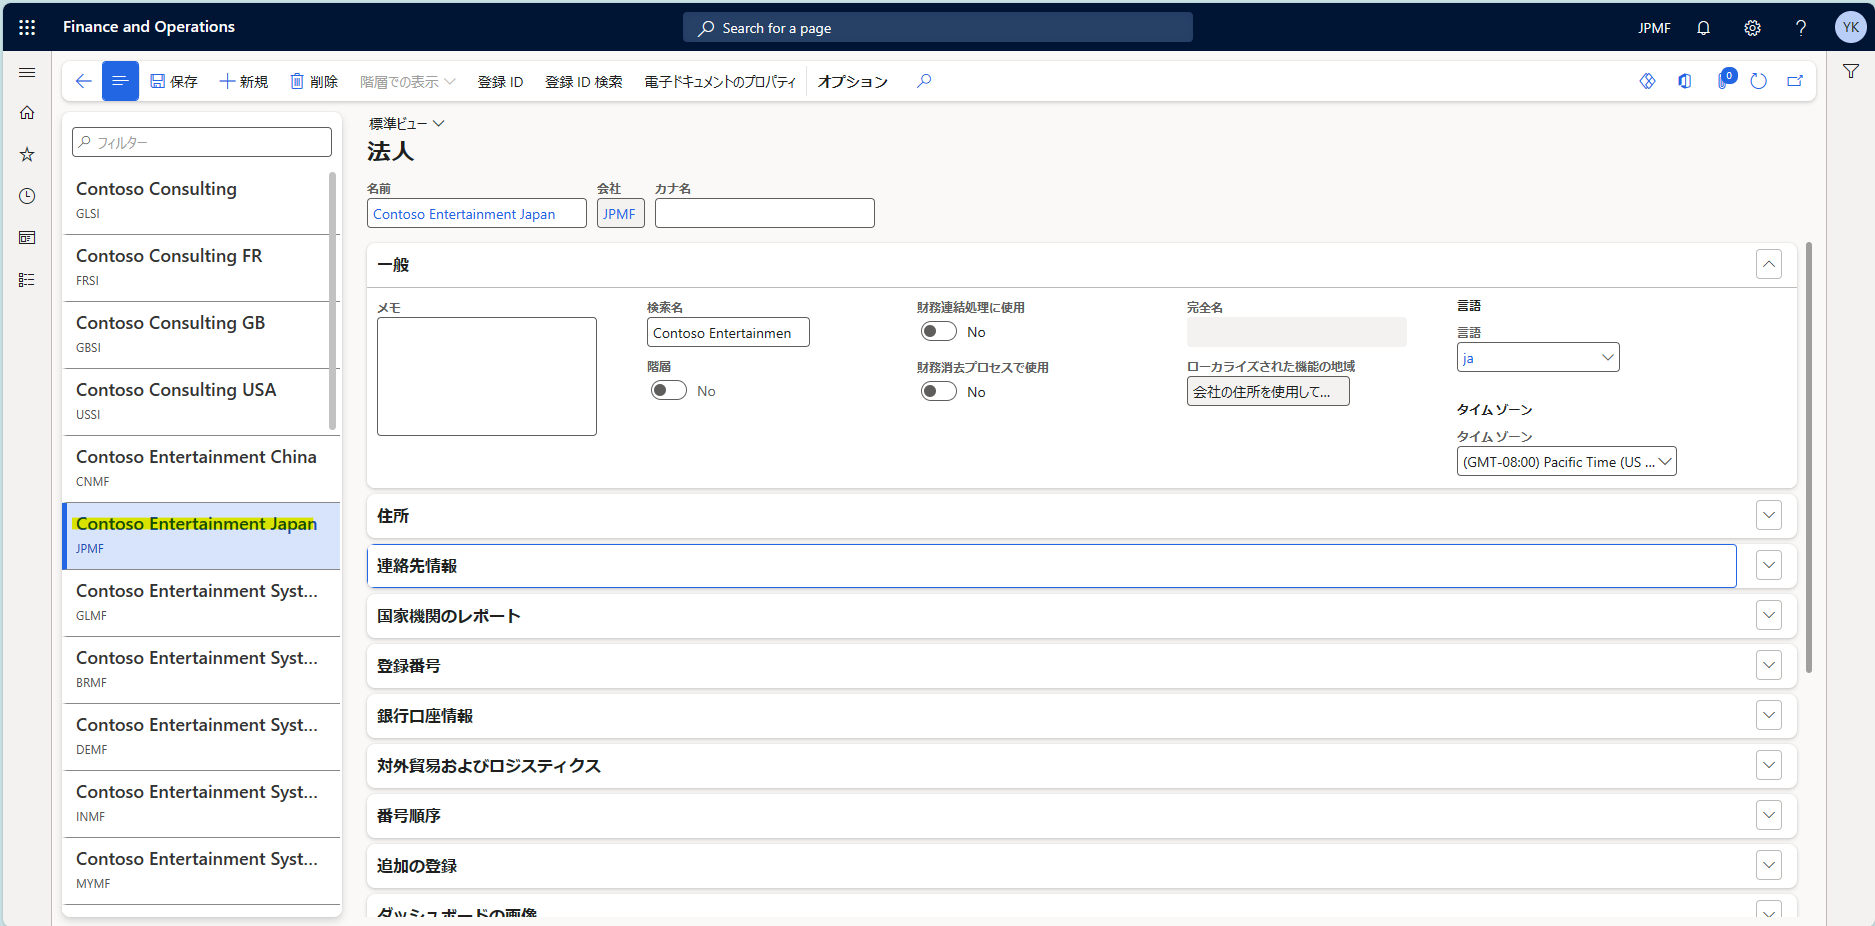 Finance and Operations
Search for a page
JPMF
?
YK
保存
新規
削除
階層での表示
登録 ID
登録 ID 検索
電子ドキュメントのプロパティ
オプション
0
フィルター
Contoso Consulting
GLSI
Contoso Consulting FR
FRSI
Contoso Consulting GB
GBSI
Contoso Consulting USA
USSI
Contoso Entertainment China
CNMF
Contoso Entertainment Japan
JPMF
Contoso Entertainment Syst...
GLMF
Contoso Entertainment Syst...
BRMF
Contoso Entertainment Syst...
DEMF
Contoso Entertainment Syst...
INMF
Contoso Entertainment Syst...
MYMF
標準ビュー
法人
名前
会社
カナ名
Contoso Entertainment Japan
JPMF
一般
メモ
検索名
Contoso Entertainmen
階層
No
財務連結処理に使用
No
財務消去プロセスで使用
No
完全名
ローカライズされた機能の地域
会社の住所を使用して...
言語
言語
ja
タイム ゾーン
タイム ゾーン
(GMT-08:00) Pacific Time (US ...
住所
連絡先情報
国家機関のレポート
登録番号
銀行口座情報
対外貿易およびロジスティクス
番号順序
追加の登録
ダッシュボードの画像